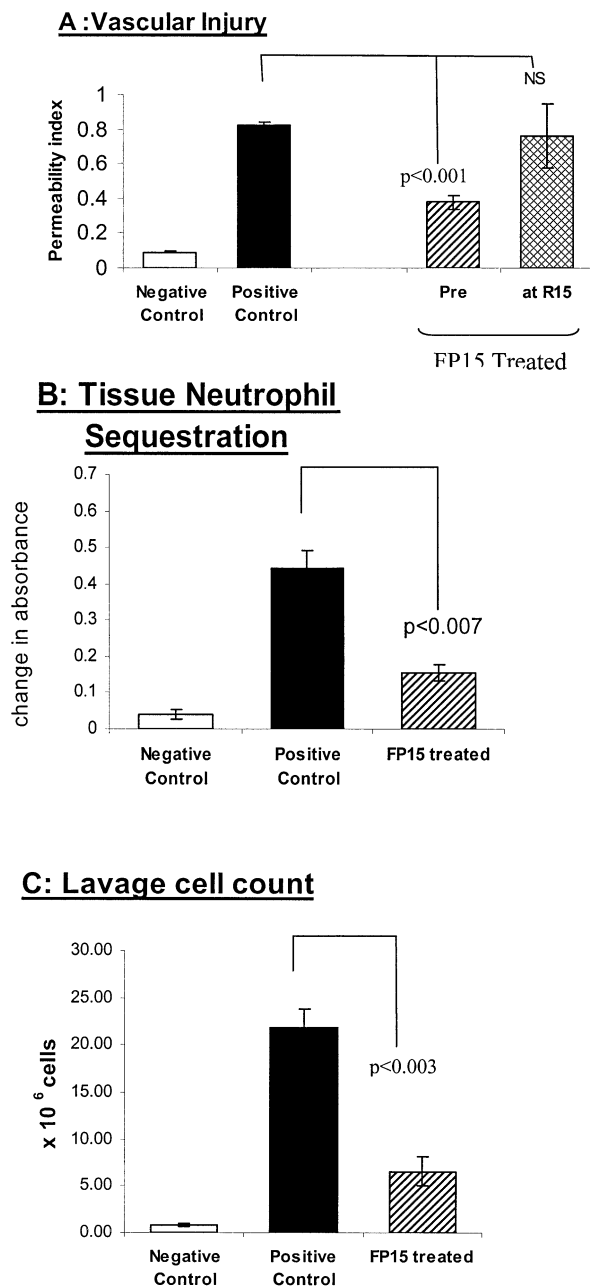 A :Vascular Injury
NS
p<0.001
Permeability index
1
0.8
0.6
0.4
0.2
0
Negative Control
Positive Control
Pre
at R15
FP15 Treated
B: Tissue Neutrophil
Sequestration
change in absorbance
0.7
0.6
0.5
0.4
0.3
0.2
0.1
0
p<0.007
Negative Control
Positive Control
FP15 treated
C: Lavage cell count
x 10 6 cells
30.00
25.00
20.00
15.00
10.00
5.00
0.00
p<0.003
Negative Control
Positive Control
FP15 treated